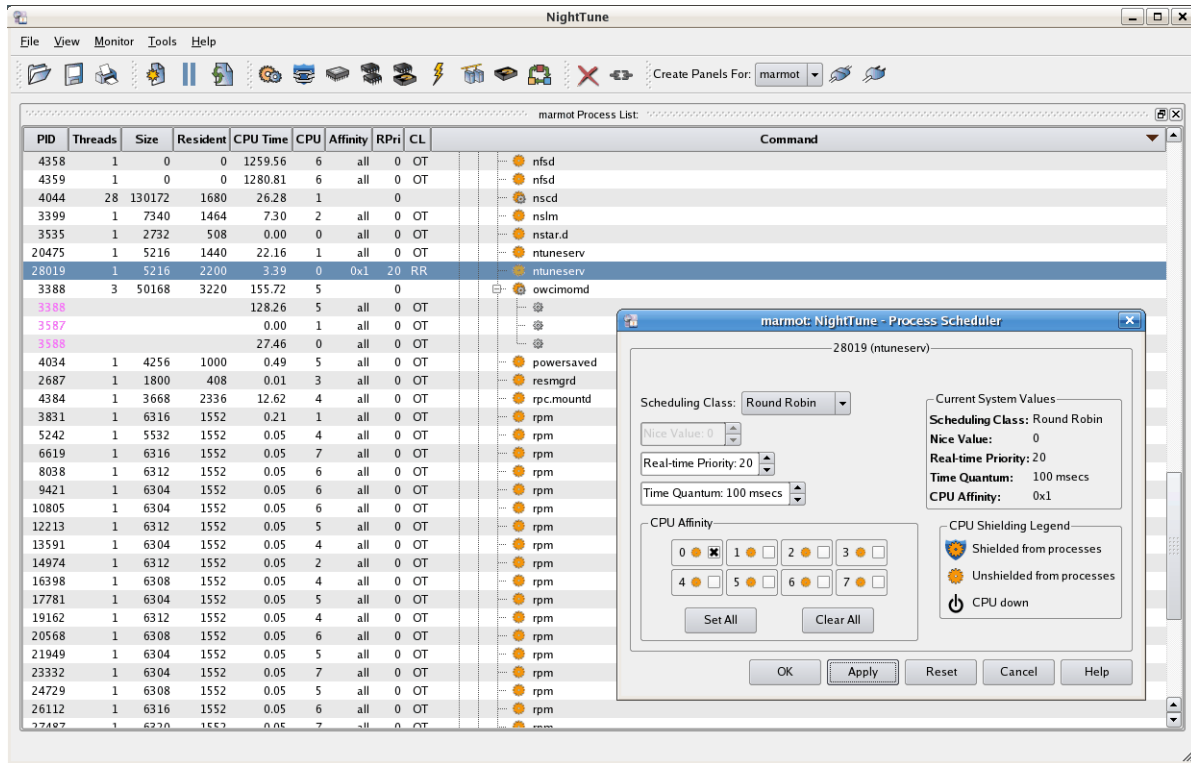 NightTune
File View Monitor Tools Help
Create Panels For: marmot
marmot Process List:
PID Threads Size Resident CPU Time CPU Affinity RPri CL Command
4358 1 0 0 1259.56 6 all 0 OT nfsd
4359 1 0 0 1280.81 6 all 0 OT nfsd
4044 28 130172 1680 26.28 1 0 nscd
3399 1 7340 1464 7.30 2 all 0 OT nslm
3535 1 2732 508 0.00 0 all 0 OT nstar.d
20475 1 5216 1440 22.16 1 all 0 OT ntuneserv
28019 1 5216 2200 3.39 0 0x1 20 RR ntuneserv
3388 3 50168 3220 155.72 5 0 owcimomd
3388 128.26 5 all 0 OT
3587 0.00 1 all 0 OT
3588 27.46 0 all 0 OT
4034 1 4256 1000 0.49 5 all 0 OT powersaved
2687 1 1800 408 0.01 3 all 0 OT resmgrd
4384 1 3668 2336 12.62 4 all 0 OT rpc.mountd
3831 1 6316 1552 0.21 1 all 0 OT rpm
5242 1 5532 1552 0.05 4 all 0 OT rpm
6619 1 6316 1552 0.05 7 all 0 OT rpm
8038 1 6312 1552 0.05 6 all 0 OT rpm
9421 1 6304 1552 0.05 6 all 0 OT rpm
10805 1 6304 1552 0.05 6 all 0 OT rpm
12213 1 6312 1552 0.05 5 all 0 OT rpm
13591 1 6304 1552 0.05 4 all 0 OT rpm
14974 1 6312 1552 0.05 2 all 0 OT rpm
16398 1 6308 1552 0.05 4 all 0 OT rpm
17781 1 6304 1552 0.05 5 all 0 OT rpm
19162 1 6312 1552 0.05 4 all 0 OT rpm
20568 1 6308 1552 0.05 6 all 0 OT rpm
21949 1 6304 1552 0.05 5 all 0 OT rpm
23332 1 6304 1552 0.05 7 all 0 OT rpm
24729 1 6308 1552 0.05 5 all 0 OT rpm
26112 1 6316 1552 0.05 6 all 0 OT rpm
27487 1 6320 1552 0.05 7 all 0 OT rpm
marmot: NightTune - Process Scheduler
28019 (ntuneserv)
Scheduling Class: Round Robin
Nice Value: 0
Real-time Priority: 20
Time Quantum: 100 msecs
Current System Values
Scheduling Class: Round Robin
Nice Value: 0
Real-time Priority: 20
Time Quantum: 100 msecs
CPU Affinity: 0x1
CPU Affinity
0 1 2 3
4 5 6 7
Set All Clear All
CPU Shielding Legend
Shielded from processes
Unshielded from processes
CPU down
OK Apply Reset Cancel Help